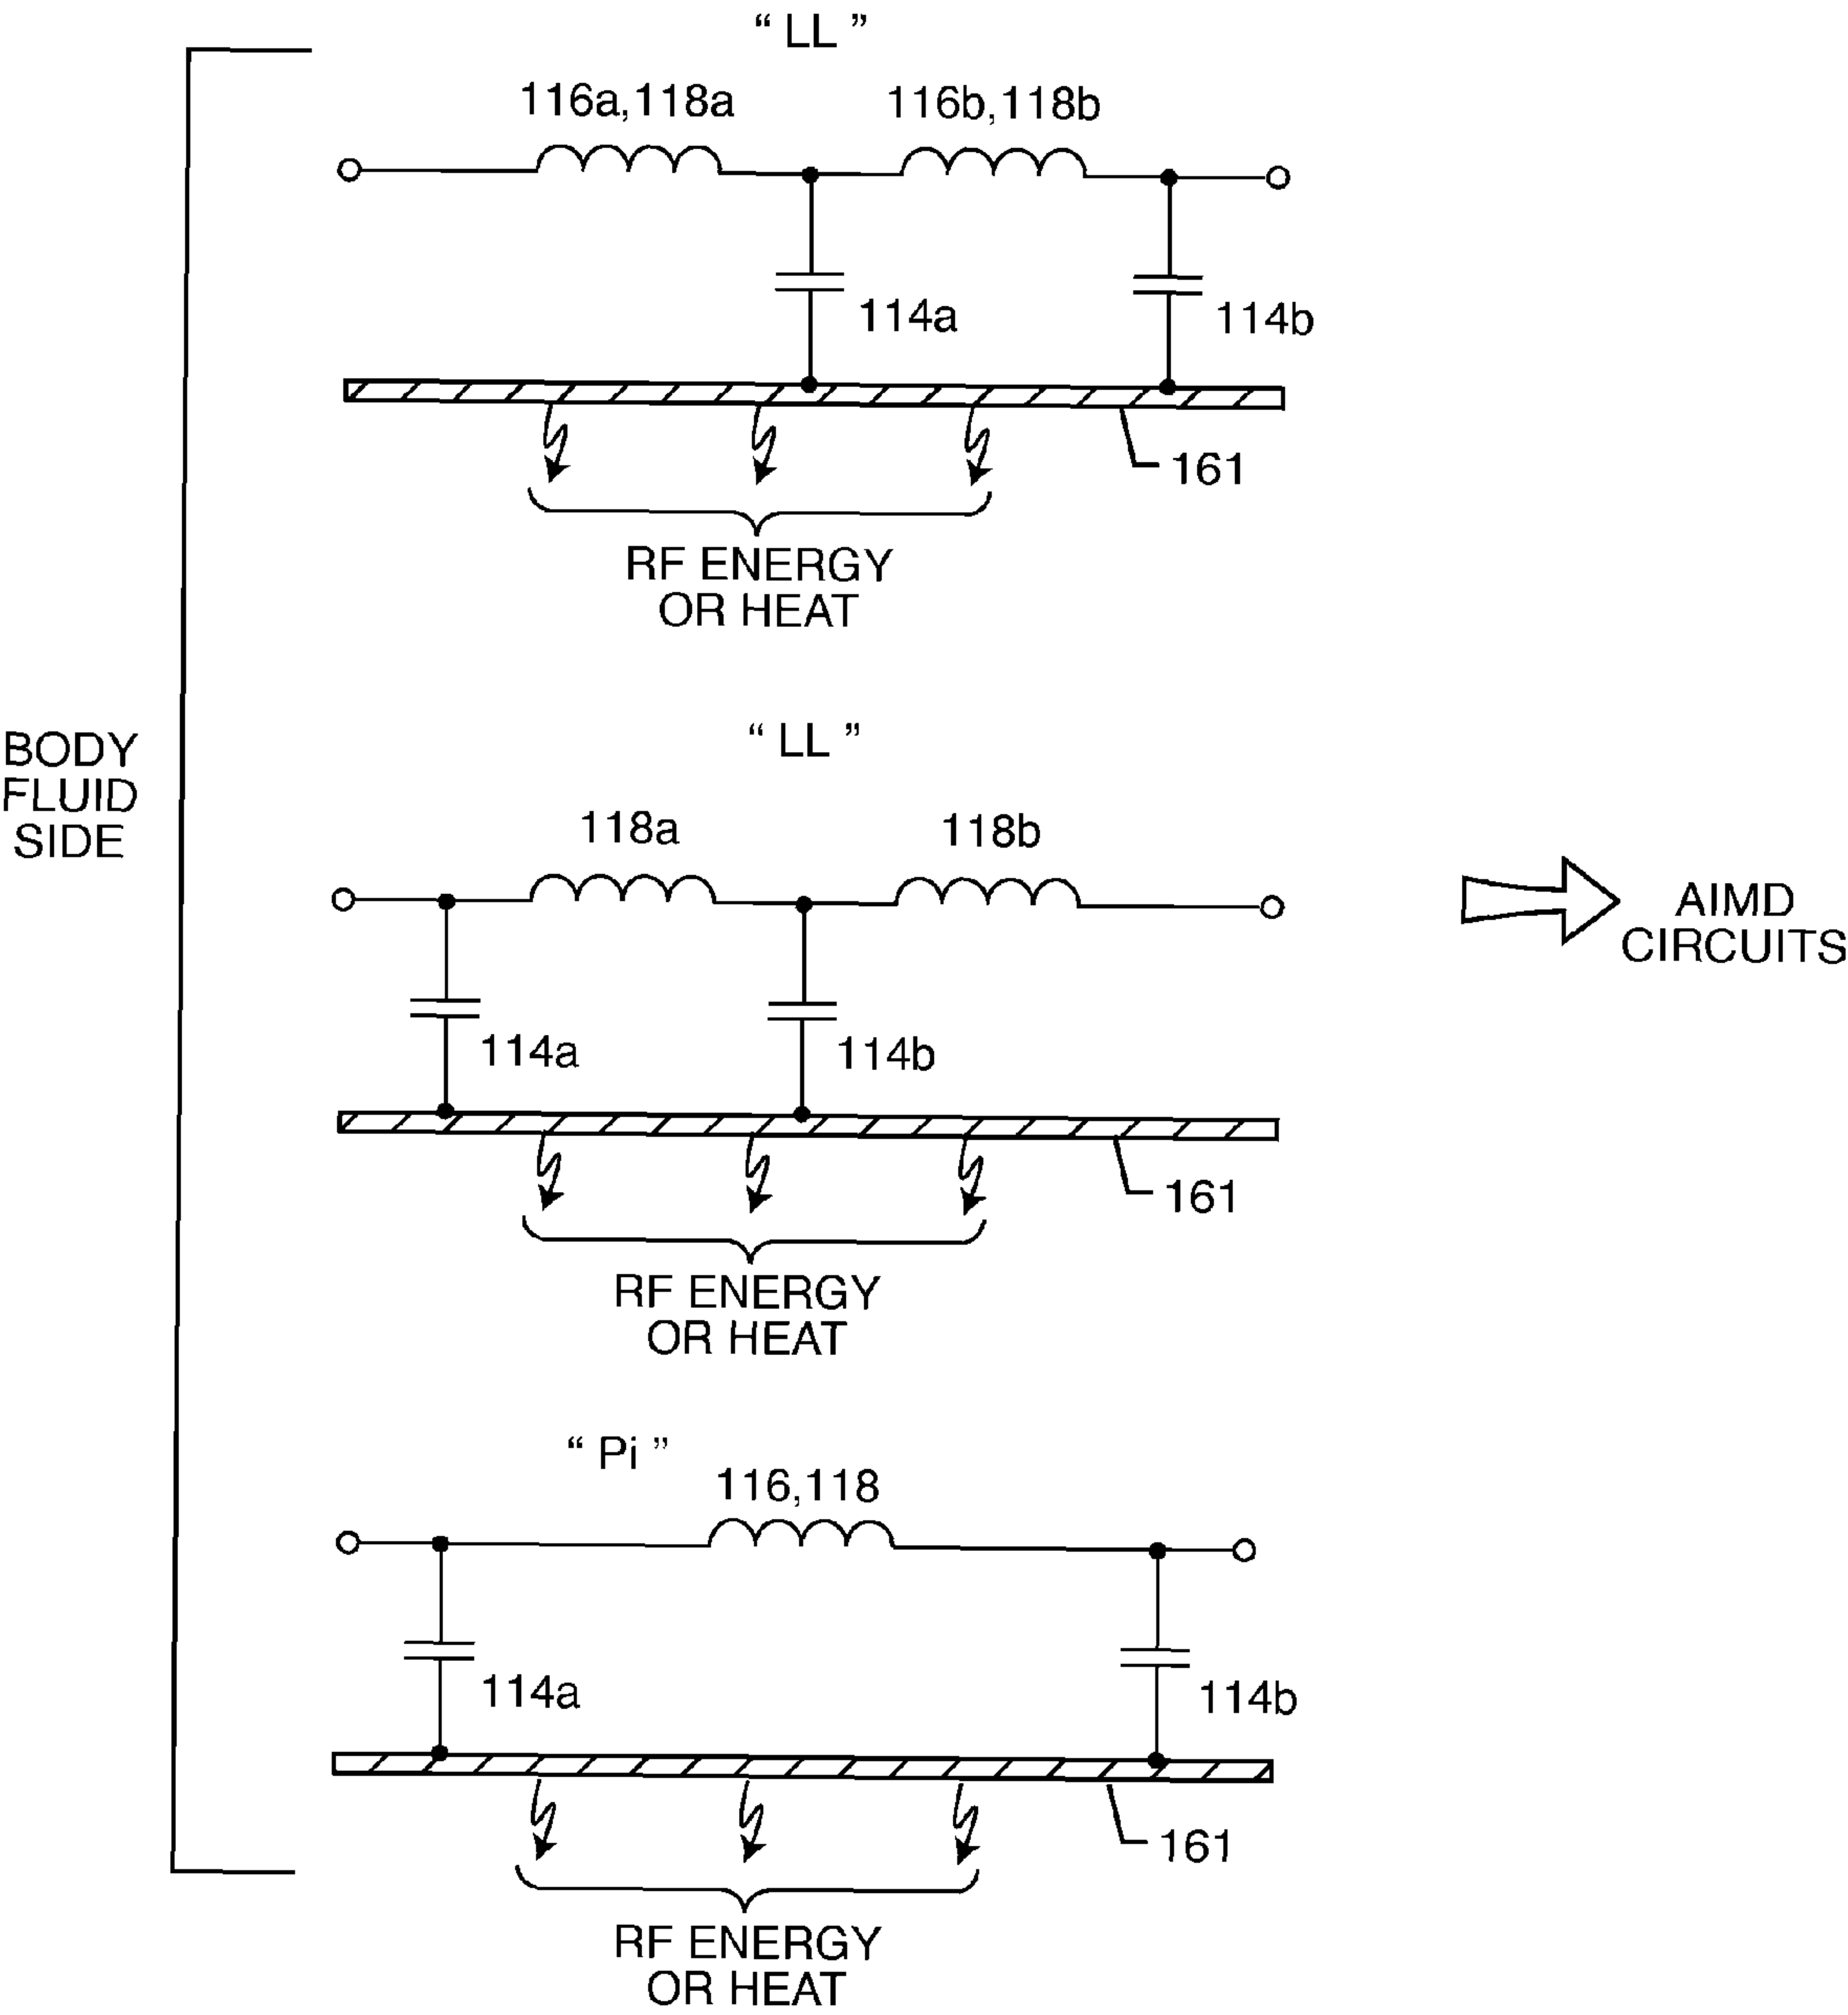 “ LL ”
116a,118a
116b,118b
114a
114b
161
RF ENERGY
OR HEAT
BODY
FLUID
SIDE
“ LL ”
118a
118b
114a
114b
161
RF ENERGY
OR HEAT
AIMD
CIRCUITS
“ Pi ”
116,118
114a
114b
161
RF ENERGY
OR HEAT